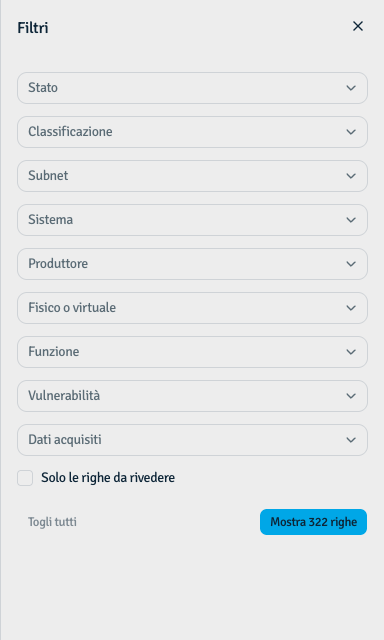 Filtri
Stato
Classificazione
Subnet
Sistema
Produttore
Fisico o virtuale
Funzione
Vulnerabilità
Dati acquisiti
Solo le righe da rivedere
Togli tutti
Mostra 322 righe